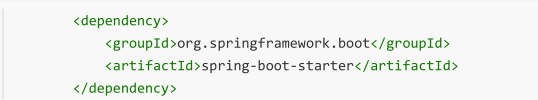 <dependency>
<groupId>org.springframework.boot</groupId>
<artifactId>spring-boot-starter</artifactId>
</dependency>